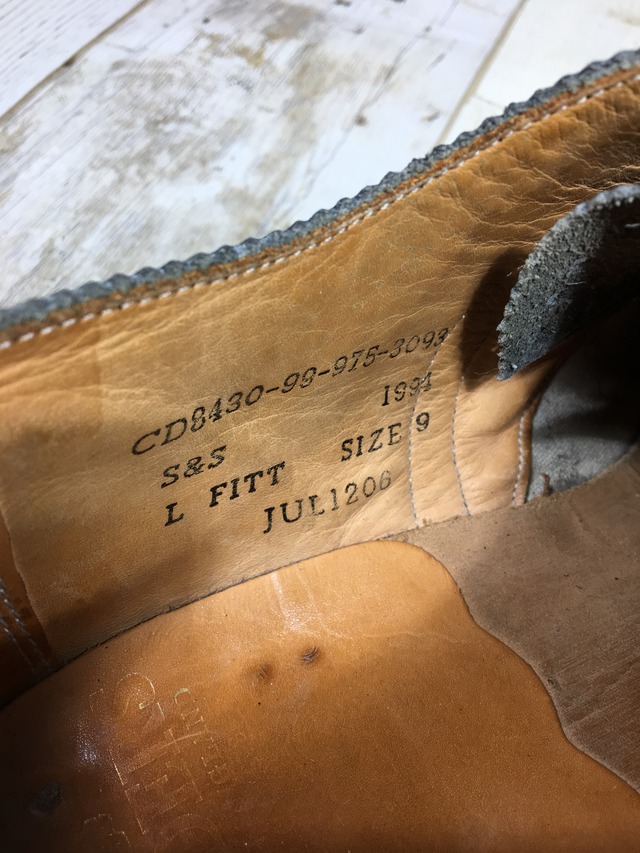 CD8430-99-975-3093
1994
S&S
L FITT SIZE 9
JUL1206